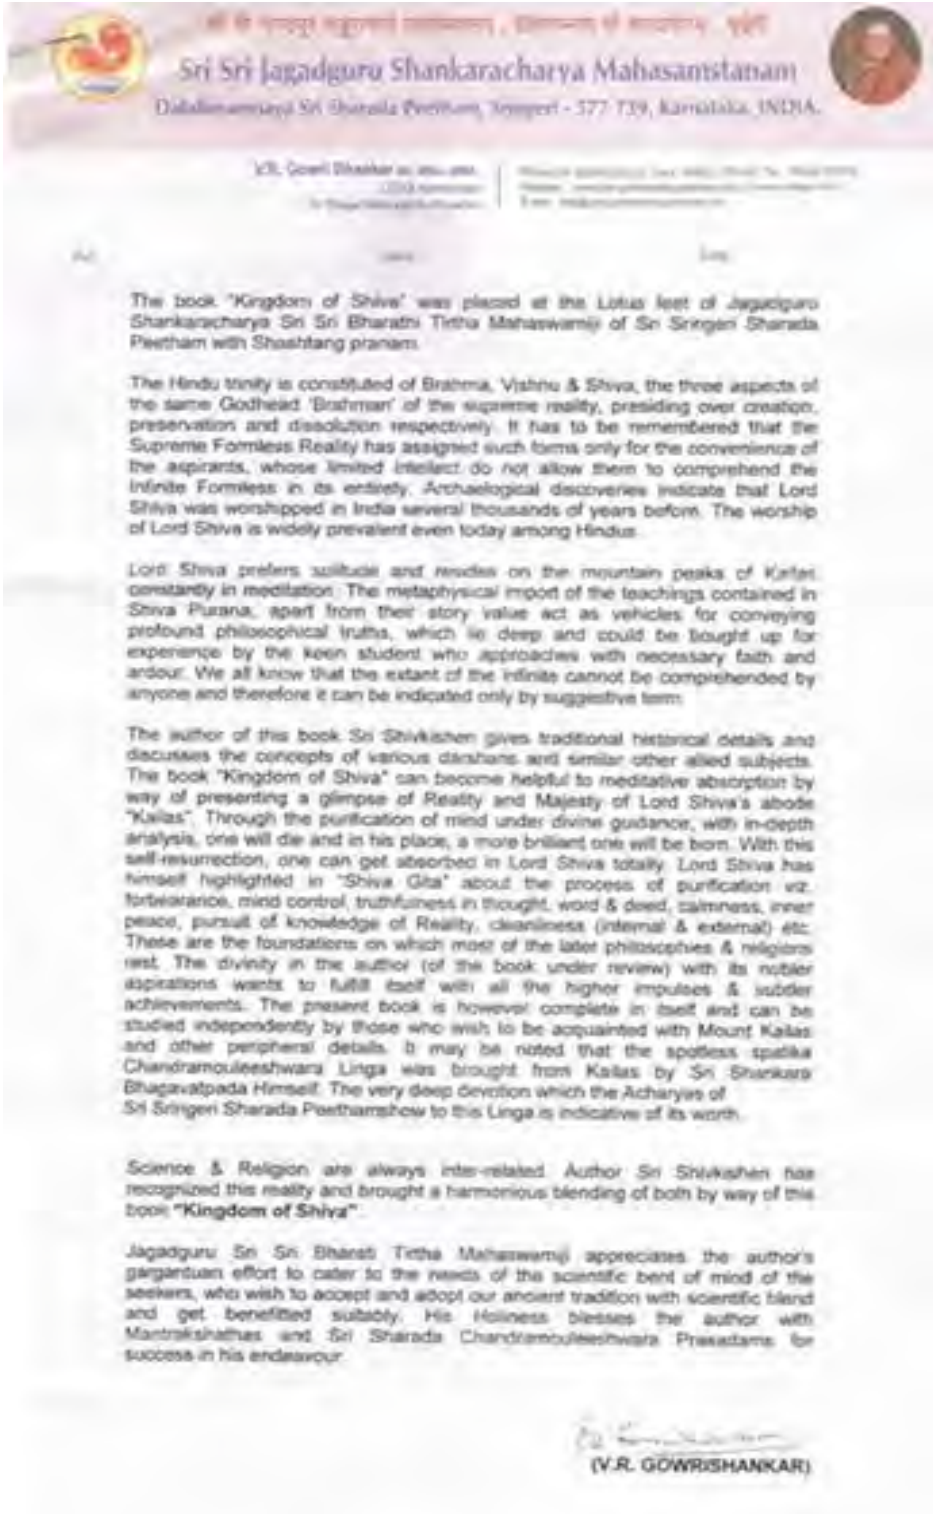 Sri Sri Jagadguru Shankaracharya Mahasamstanam
Dakshinamnaya Sri Sharada Peetham, Sringeri - 577 139, Karnataka, INDIA.
V.R. Gowri Shankar
The book "Kingdom of Shiva" was placed at the Lotus feet of Jagadguru
Shankaracharya Sri Sri Bharathi Tirtha Mahaswamiji of Sri Sringeri Sharada
Peetham with Shashtang pranam.
The Hindu trinity is constituted of Brahma, Vishnu & Shiva, the three aspects of
the same Godhead 'Brahman' of the supreme reality, presiding over creation,
preservation and dissolution respectively. It has to be remembered that the
Supreme Formless Reality has assigned such forms only for the convenience of
the aspirants, whose limited intellect do not allow them to comprehend the
Infinite Formless in its entirely. Archaelogical discoveries indicate that Lord
Shiva was worshipped in India several thousands of years before. The worship
of Lord Shiva is widely prevalent even today among Hindus.
Lord Shiva prefers solitude and resides on the mountain peaks of Kailas
constantly in meditation. The metaphysical import of the teachings contained in
Shiva Purana, apart from their story value act as vehicles for conveying
profound philosophical truths, which lie deep and could be bought up for
experience by the keen student who approaches with necessary faith and
ardour. We all know that the extant of the infinite cannot be comprehended by
anyone and therefore it can be indicated only by suggestive term.
The author of this book Sri Shivkishen gives traditional historical details and
discusses the concepts of various darshans and similar other allied subjects.
The book "Kingdom of Shiva" can become helpful to meditative absorption by
way of presenting a glimpse of Reality and Majesty of Lord Shiva's abode
"Kailas". Through the purification of mind under divine guidance, with in-depth
analysis, one will die and in his place, a more brilliant one will be born. With this
self-resurrection, one can get absorbed in Lord Shiva totally. Lord Shiva has
himself highlighted in "Shiva Gita" about the process of purification viz.
forbearance, mind control, truthfulness in thought, word & deed, calmness, inner
peace, pursuit of knowledge of Reality, cleanliness (internal & external) etc.
These are the foundations on which most of the later philosophies & religions
rest. The divinity in the author (of the book under review) with its nobler
aspirations wants to fulfill itself with all the higher impulses & subtler
achievements. The present book is however complete in itself and can be
studied independently by those who wish to be acquainted with Mount Kailas
and other peripheral details. It may be noted that the spotless spatika
Chandramouleeshwara Linga was brought from Kailas by Sri Shankara
Bhagavatpada Himself. The very deep devotion which the Acharyas of
Sri Sringeri Sharada Peethamshow to this Linga is indicative of its worth.
Science & Religion are always inter-related. Author Sri Shivkishen has
recognized this reality and brought a harmonious blending of both by way of this
book "Kingdom of Shiva".
Jagadguru Sri Sri Bharati Tirtha Mahaswamiji appreciates the author's
gargantuan effort to cater to the needs of the scientific bent of mind of the
seekers, who wish to accept and adopt our ancient tradition with scientific blend
and get benefitted suitably. His Holiness blesses the author with
Mantrakshathas and Sri Sharada Chandramouleeshwara Prasadams for
success in his endeavour.
(V.R. GOWRISHANKAR)